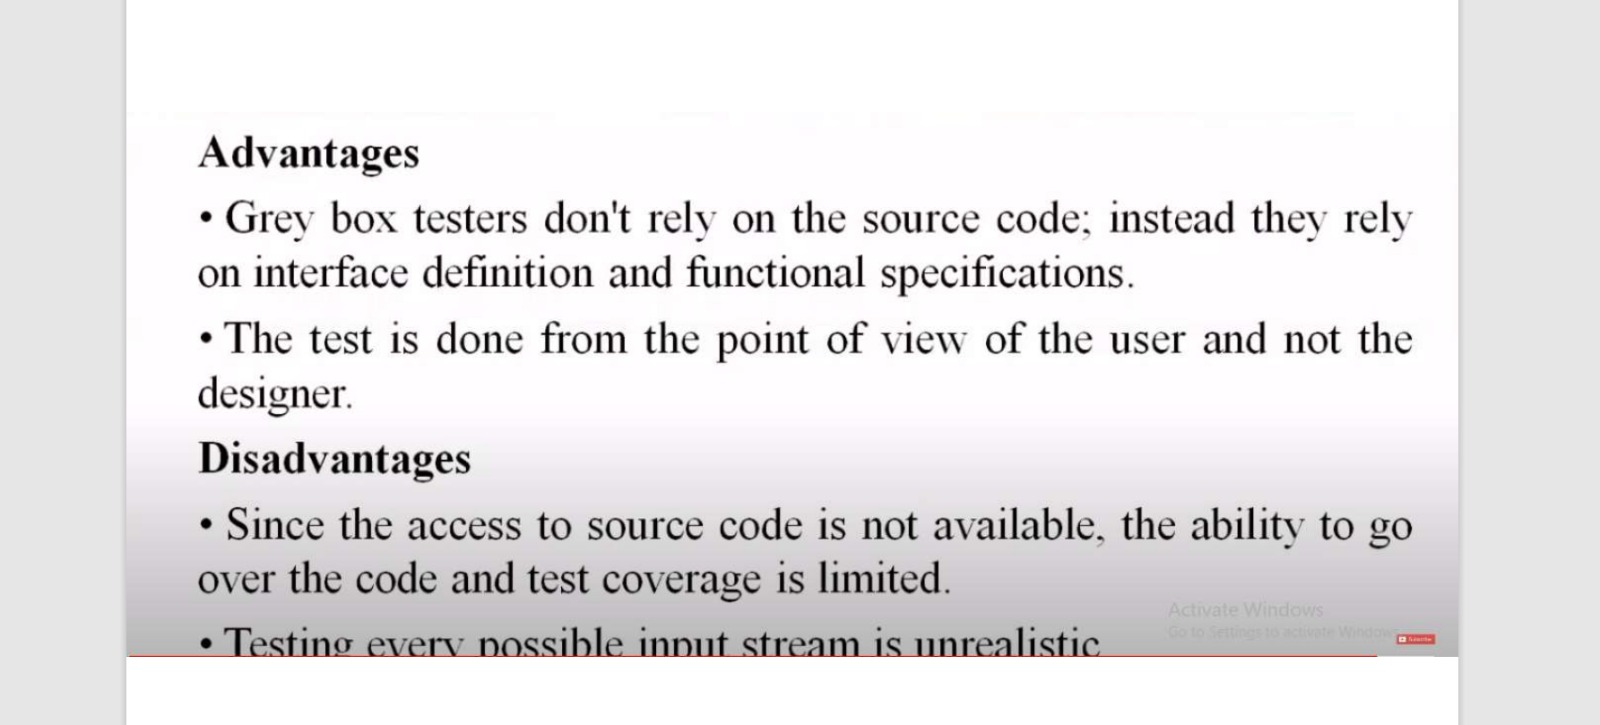 Advantages
• Grey box testers don't rely on the source code; instead they rely
on interface definition and functional specifications.
• The test is done from the point of view of the user and not the
designer.
Disadvantages
• Since the access to source code is not available, the ability to go
over the code and test coverage is limited.
• Testing every possible input stream is unrealistic
Activate Windows
Go to Settings to activate Windows.
Subscribe